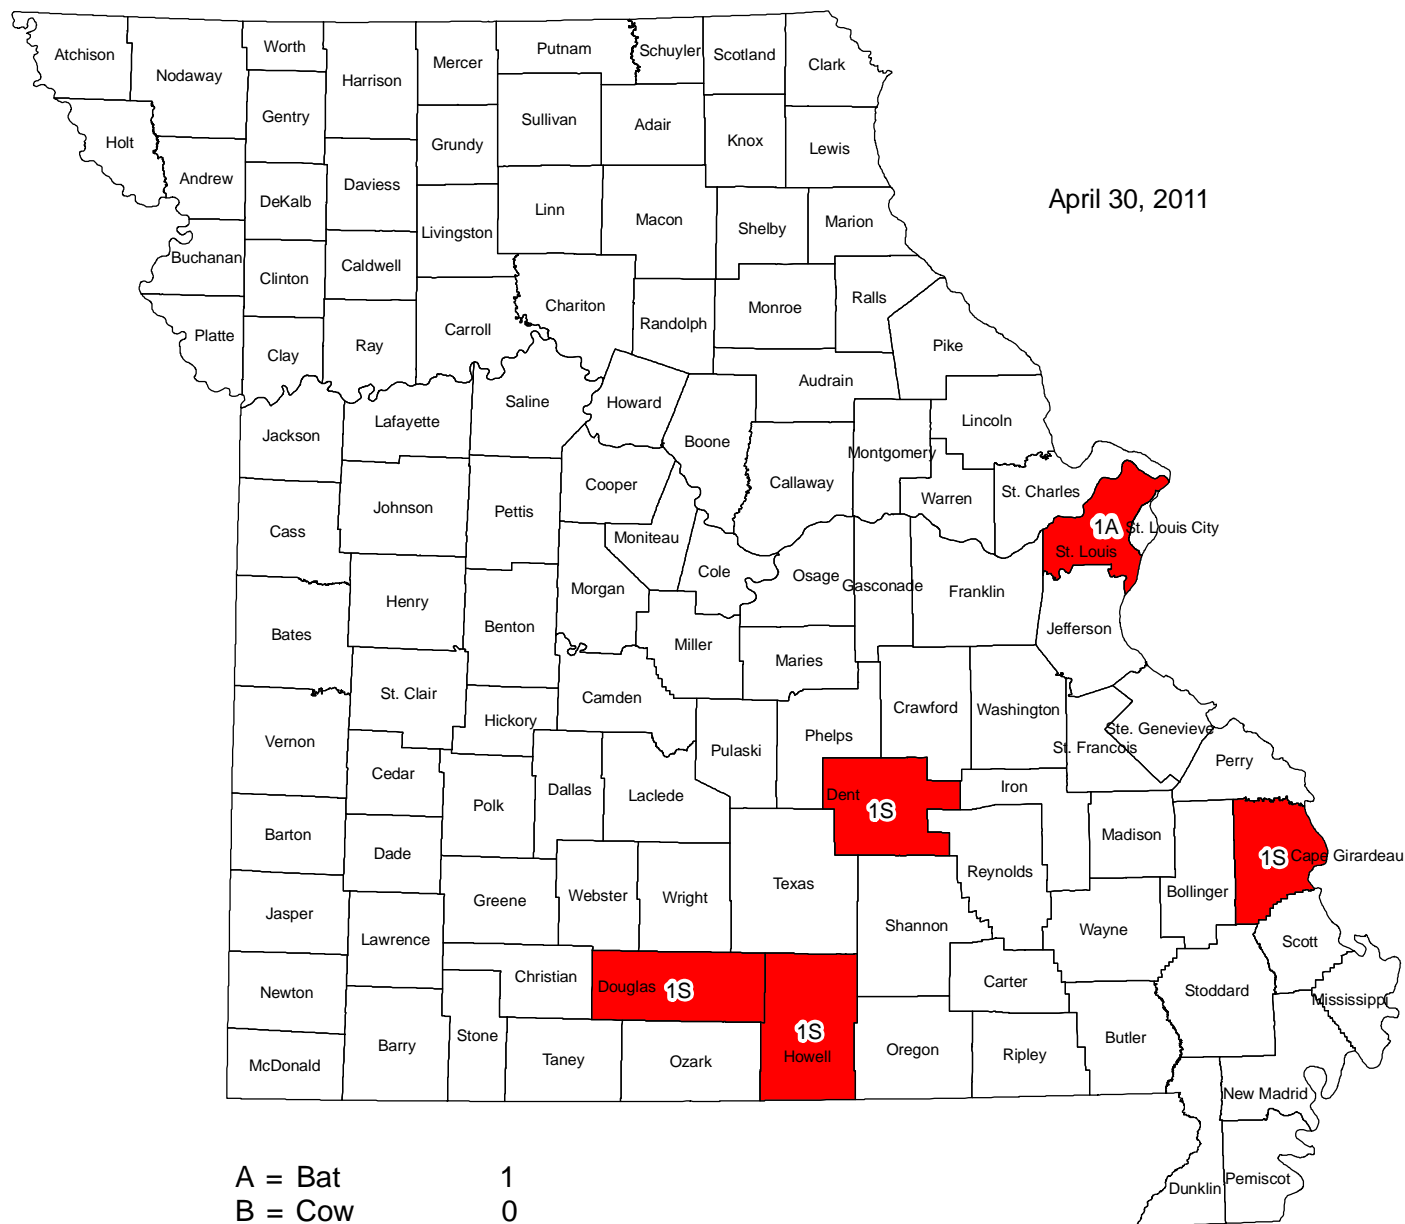 Atchison
Nodaway
Worth
Harrison
Mercer
Putnam
Schuyler
Scotland
Clark
Gentry
Sullivan
Adair
Knox
Lewis
Holt
Andrew
DeKalb
Daviess
Grundy
Linn
Macon
Shelby
Marion
April 30, 2011
Buchanan
Clinton
Caldwell
Livingston
Chariton
Randolph
Monroe
Ralls
Platte
Clay
Ray
Carroll
Pike
Audrain
Jackson
Lafayette
Saline
Howard
Boone
Lincoln
Montgomery
Callaway
Cooper
Warren
St. Charles
Cass
Johnson
Pettis
Moniteau
1A
St. Louis City
St. Louis
Cole
Osage
Gasconade
Franklin
Morgan
Henry
Bates
Benton
Miller
Maries
Jefferson
St. Clair
Camden
Hickory
Crawford
Washington
Ste. Genevieve
St. Francois
Vernon
Pulaski
Phelps
Perry
Cedar
Polk
Dallas
Laclede
Dent
1S
Iron
Barton
Dade
Madison
1S
Cape Girardeau
Texas
Reynolds
Bollinger
Jasper
Greene
Webster
Wright
Lawrence
Shannon
Wayne
Scott
Newton
Christian
Douglas
1S
Carter
Stoddard
Mississippi
1S
Howell
McDonald
Barry
Stone
Taney
Ozark
Oregon
Ripley
Butler
New Madrid
Dunklin
Pemiscot
A = Bat 1
B = Cow 0